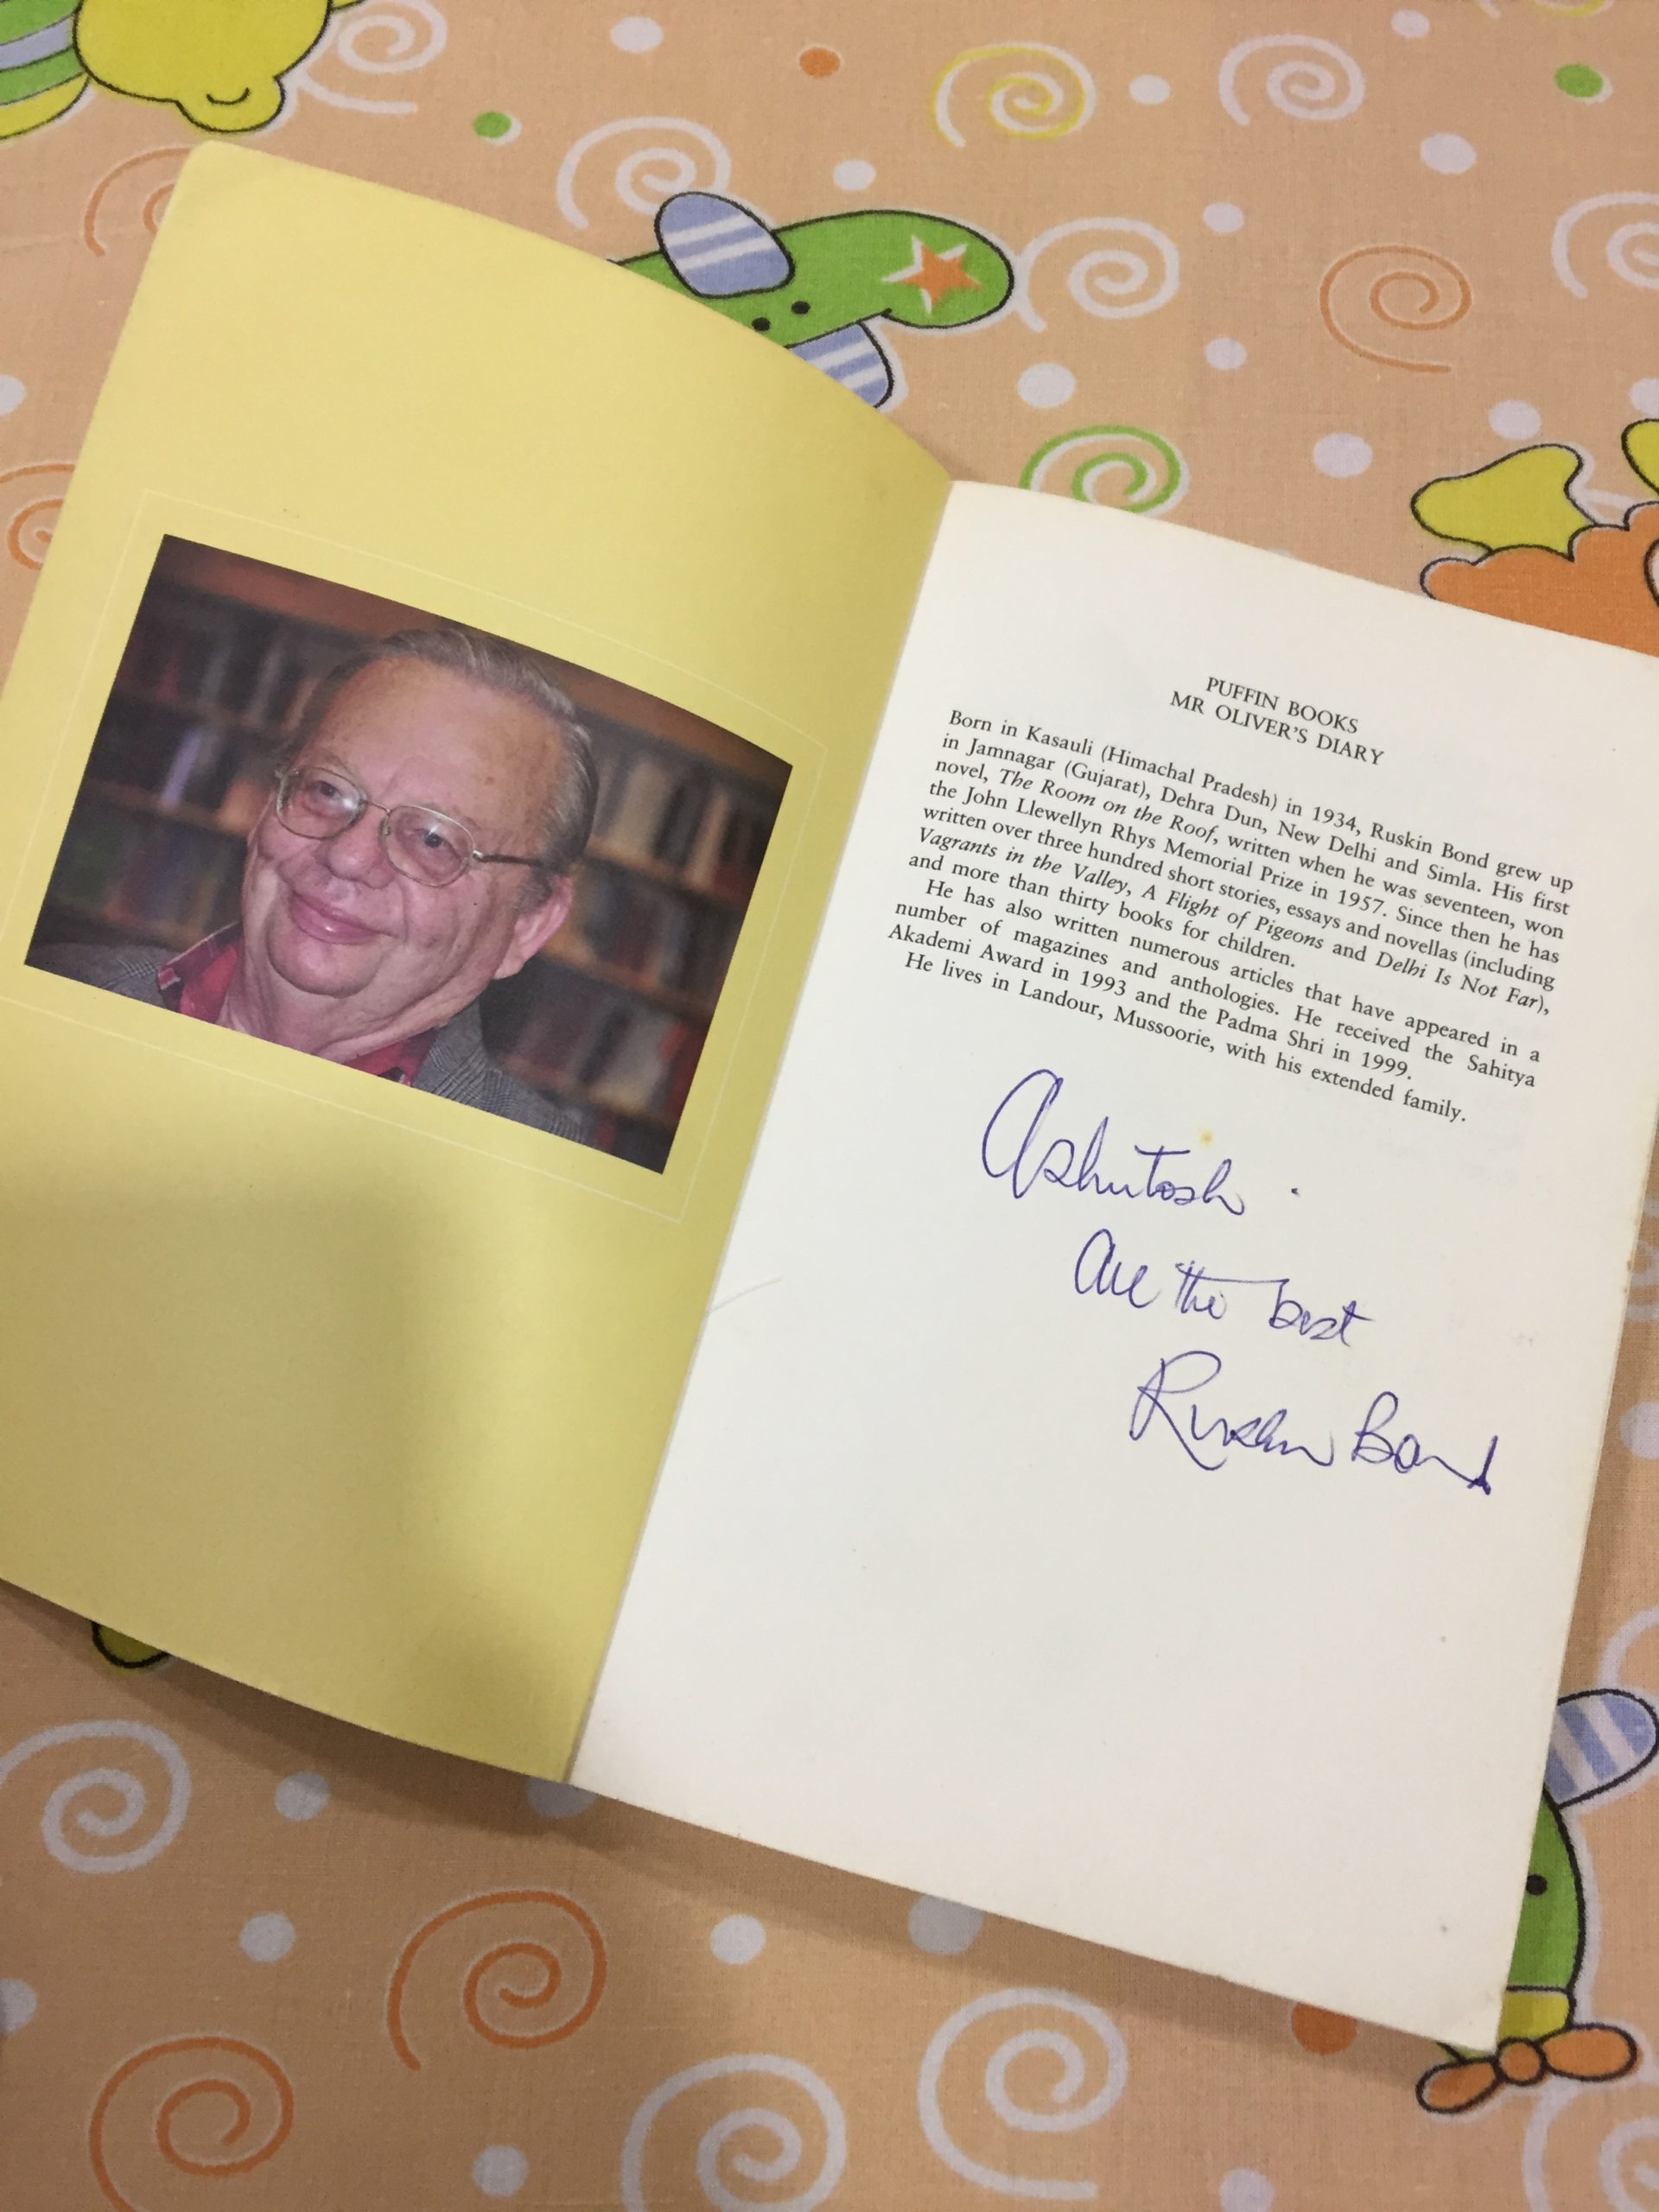 PUFFIN BOOKS
MR OLIVER'S DIARY
Born in Kasauli (Himachal Pradesh) in 1934, Ruskin Bond grew up
in Jamnagar (Gujarat), Dehra Dun, New Delhi and Simla. His first
novel, The Room on the Roof, written when he was seventeen, won
the John Llewellyn Rhys Memorial Prize in 1957. Since then he has
written over three hundred short stories, essays and novellas (including
Vagrants in the Valley, A Flight of Pigeons and Delhi Is Not Far),
and more than thirty books for children.
He has also written numerous articles that have appeared in a
number of magazines and anthologies. He received the Sahitya
Akademi Award in 1993 and the Padma Shri in 1999.
He lives in Landour, Mussoorie, with his extended family.
Ashutosh .
All the best
Ruskin Bond